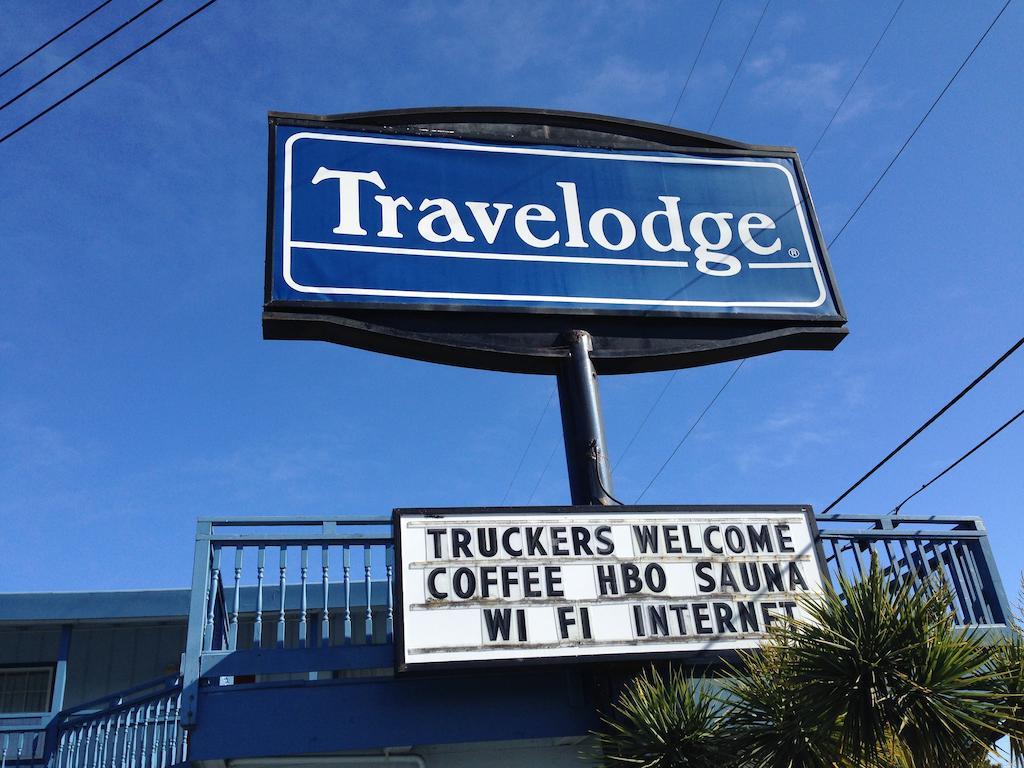 Travelodge®
TRUCKERS WELCOME
COFFEE HBO SAUNA
WI FI INTERNET